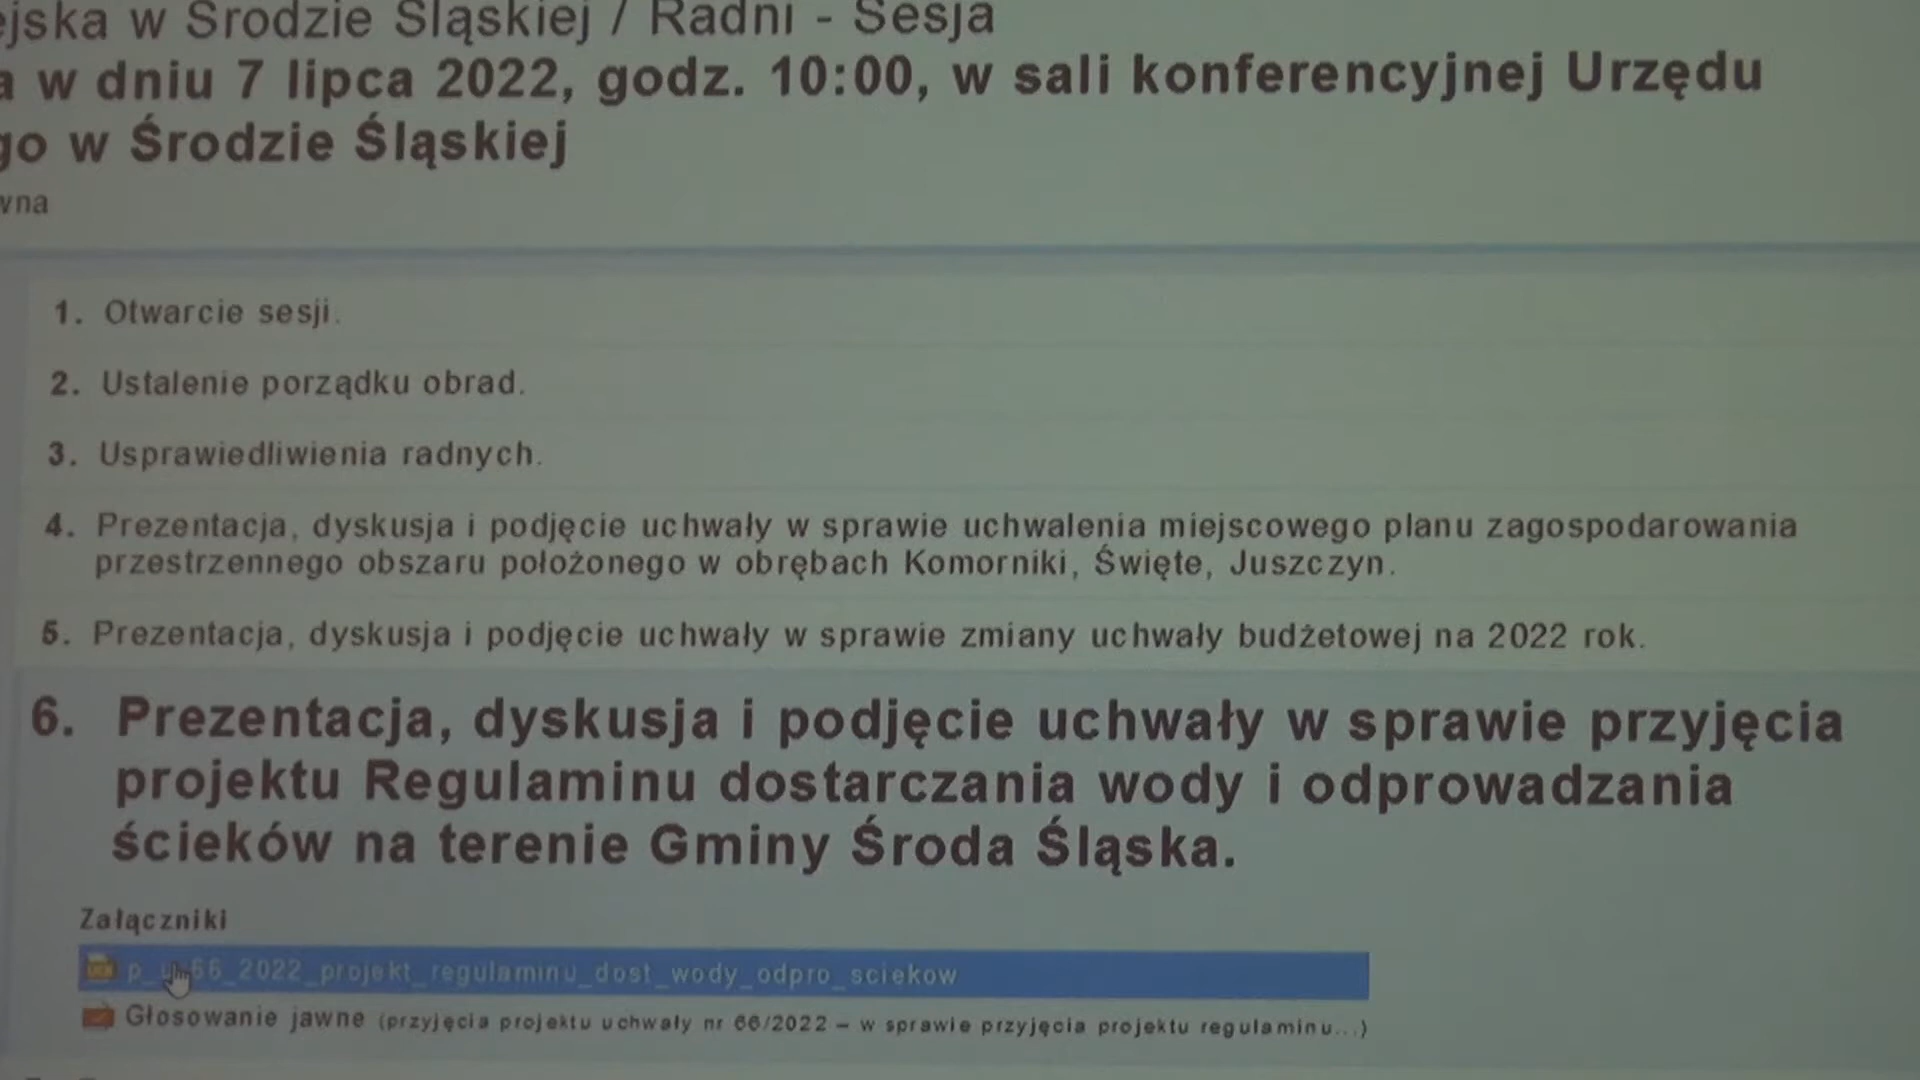 jska w Środzie Śląskiej / Radni - Sesja
a w dniu 7 lipca 2022, godz. 10:00, w sali konferencyjnej Urzędu
go w Środzie Śląskiej
wna
1. Otwarcie sesji.
2. Ustalenie porządku obrad.
3. Usprawiedliwienia radnych.
4. Prezentacja, dyskusja i podjęcie uchwały w sprawie uchwalenia miejscowego planu zagospodarowania
przestrzennego obszaru położonego w obrębach Komorniki, Święte, Juszczyn.
5. Prezentacja, dyskusja i podjęcie uchwały w sprawie zmiany uchwały budżetowej na 2022 rok.
6. Prezentacja, dyskusja i podjęcie uchwały w sprawie przyjęcia
projektu Regulaminu dostarczania wody i odprowadzania
ścieków na terenie Gminy Środa Śląska.
Załączniki
p_u_66_2022_projekt_regulaminu_dost_wody_odpro_sciekow
Głosowanie jawne (przyjęcia projektu uchwały nr 66/2022 – w sprawie przyjęcia projektu regulaminu...)